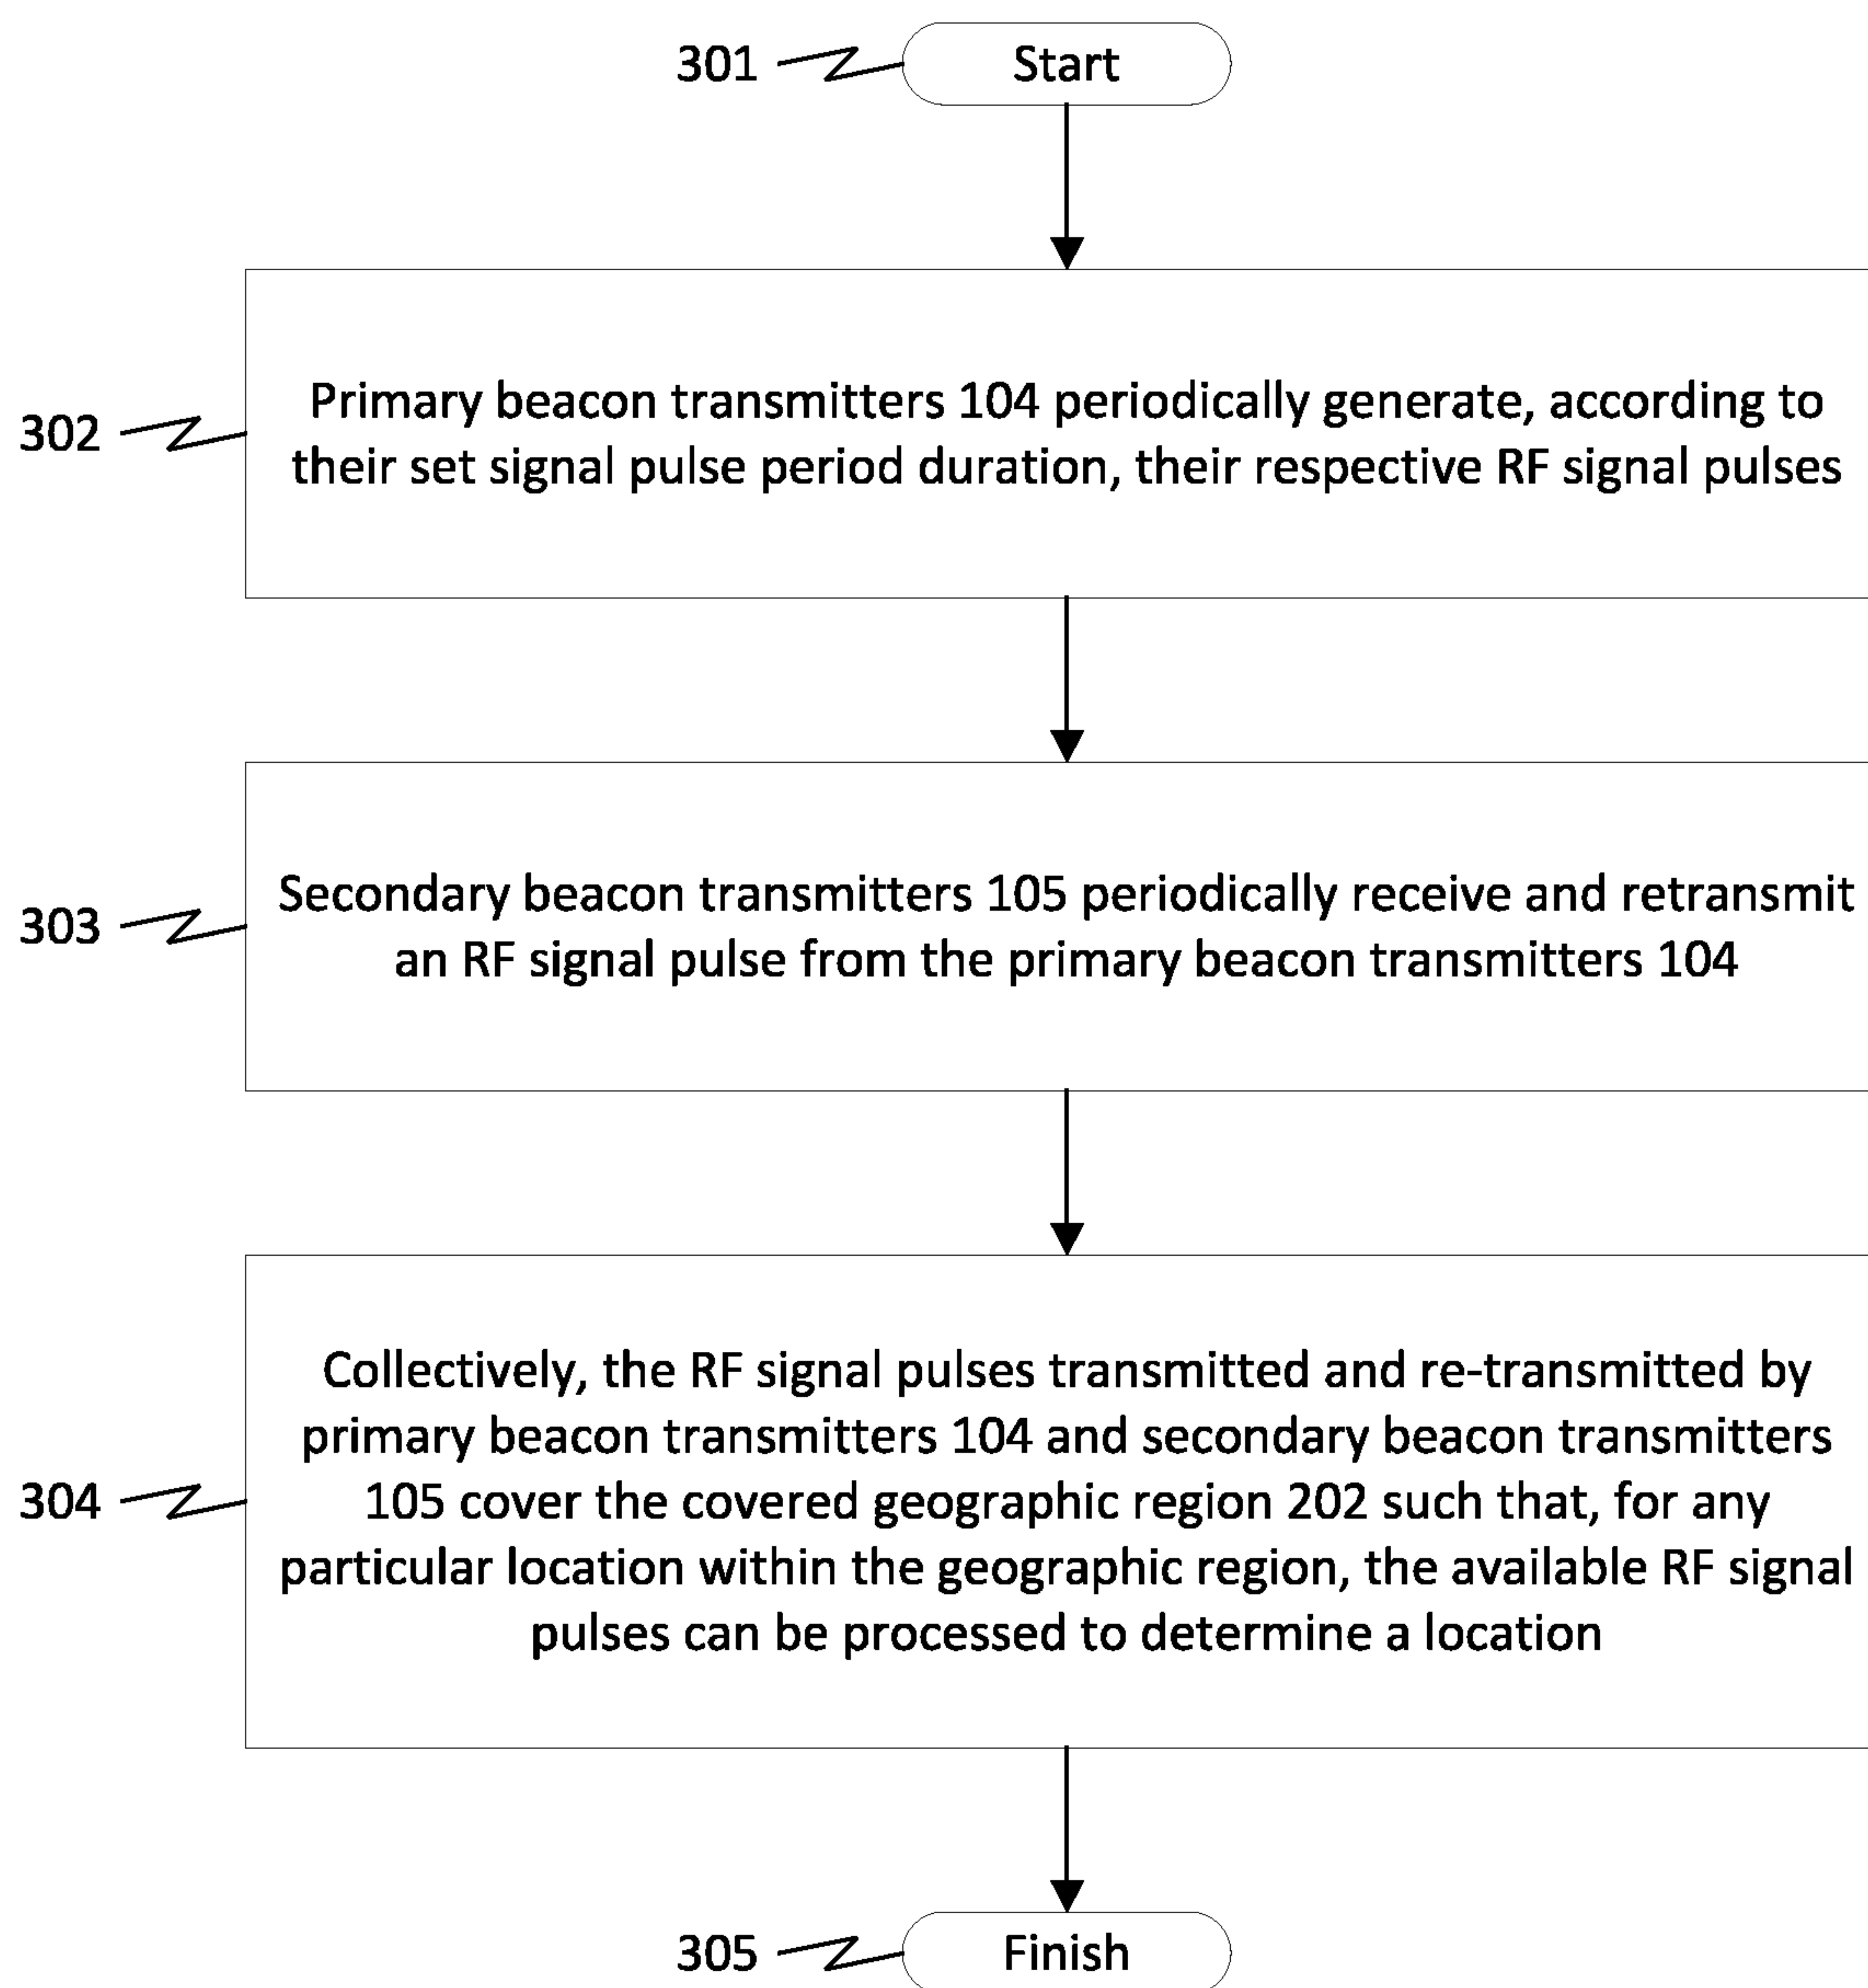 301
Start
302
Primary beacon transmitters 104 periodically generate, according to
their set signal pulse period duration, their respective RF signal pulses
303
Secondary beacon transmitters 105 periodically receive and retransmit
an RF signal pulse from the primary beacon transmitters 104
304
Collectively, the RF signal pulses transmitted and re-transmitted by
primary beacon transmitters 104 and secondary beacon transmitters
105 cover the covered geographic region 202 such that, for any
particular location within the geographic region, the available RF signal
pulses can be processed to determine a location
305
Finish